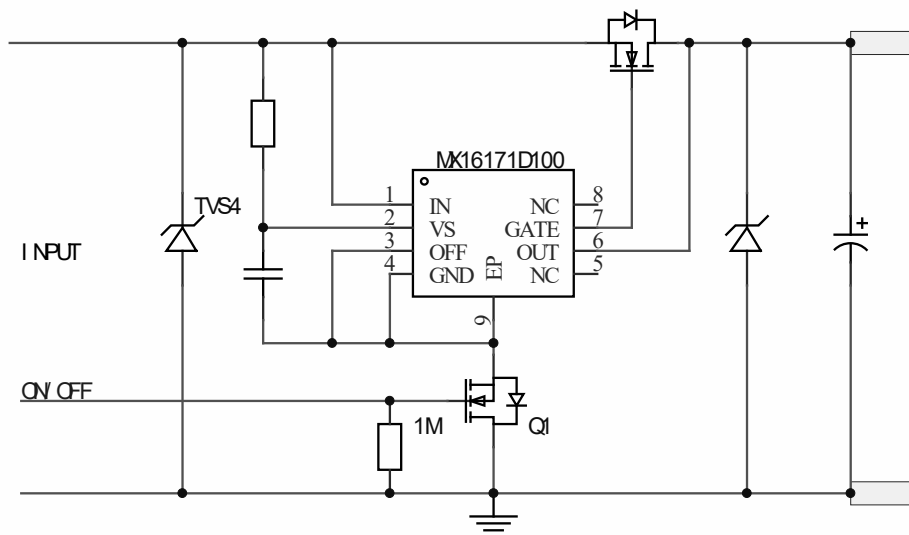 MX16171D100
1 IN NC 8
TVS4
2 VS GATE 7
INPUT
3 OFF OUT 6
4 GND EP NC 5
9
ON/OFF
1M
Q1
+